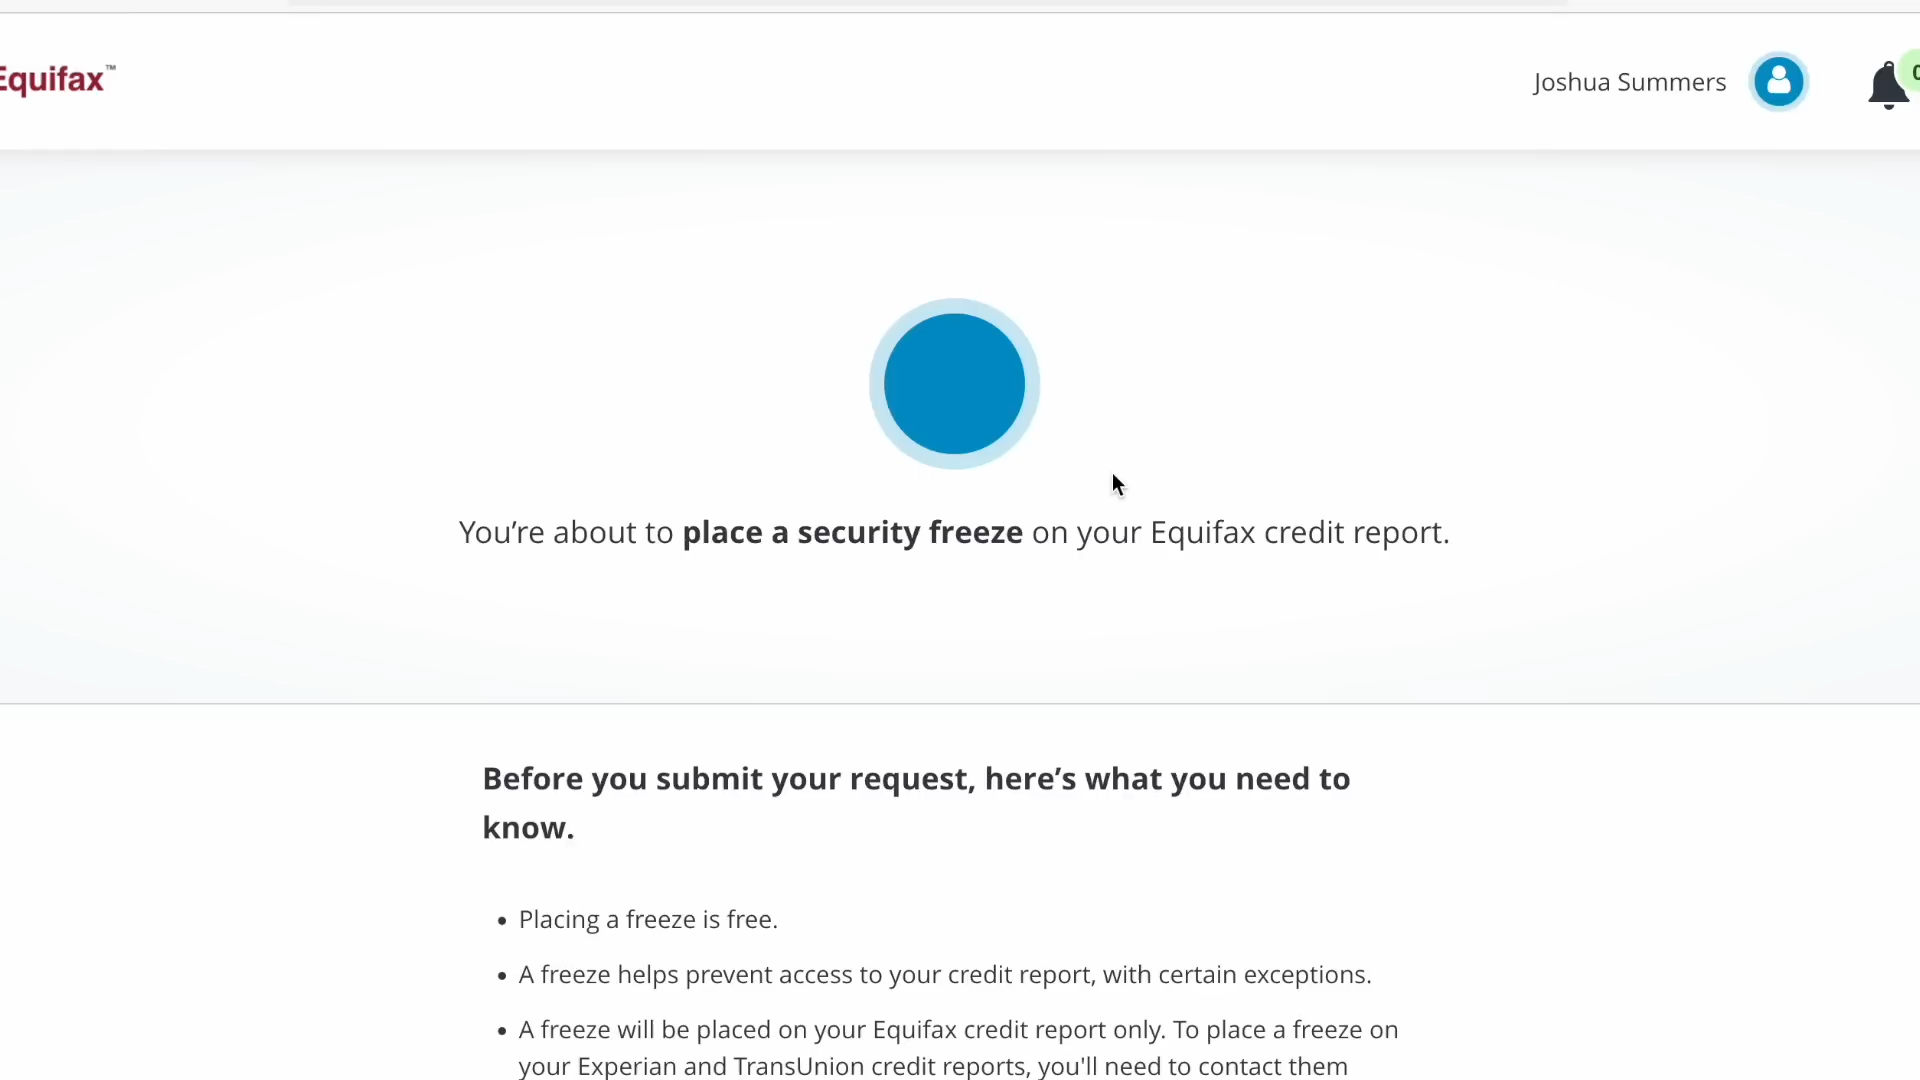 Equifax™
Joshua Summers
You’re about to place a security freeze on your Equifax credit report.
Before you submit your request, here’s what you need to
know.
• Placing a freeze is free.
• A freeze helps prevent access to your credit report, with certain exceptions.
• A freeze will be placed on your Equifax credit report only. To place a freeze on
your Experian and TransUnion credit reports, you'll need to contact them